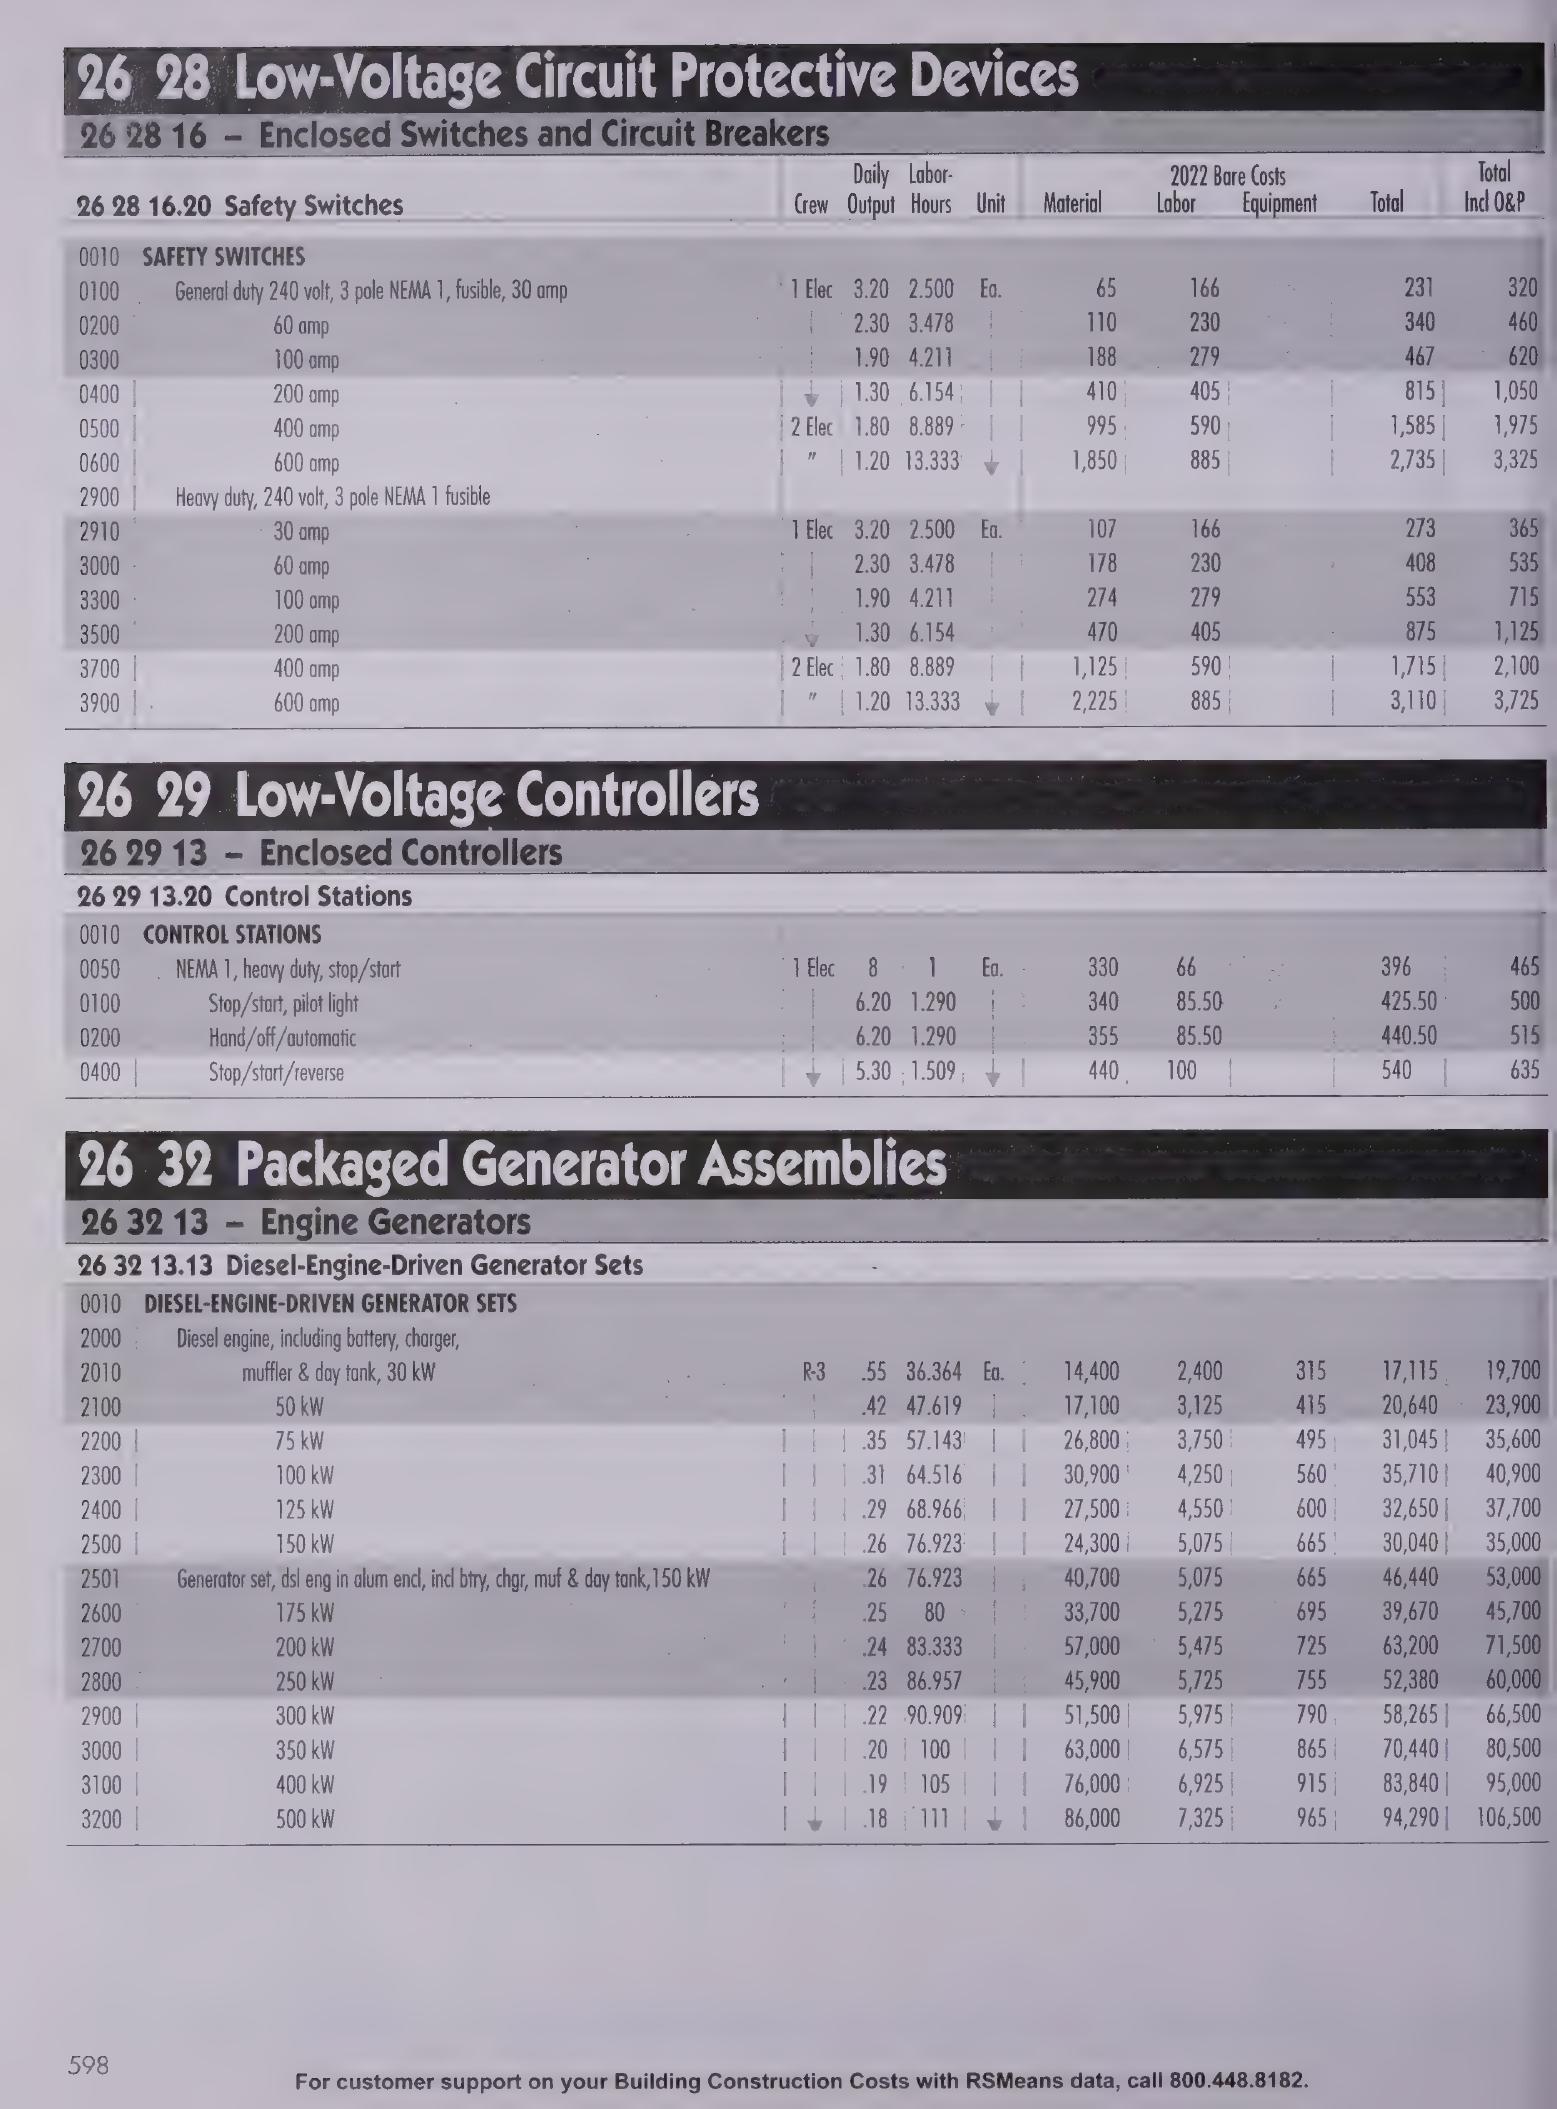 26 28 Low-Voltage Circuit Protective Devices
26 28 16 – Enclosed Switches and Circuit Breakers
Daily Labor- 2022 Bare Costs Total
26 28 16.20 Safety Switches Crew Output Hours Unit Material Labor Equipment Total Incl O&P
0010 SAFETY SWITCHES
0100 General duty 240 volt, 3 pole NEMA 1, fusible, 30 amp 1 Elec 3.20 2.500 Ea. 65 166 231 320
0200 60 amp 2.30 3.478 110 230 340 460
0300 100 amp 1.90 4.211 188 279 467 620
0400 200 amp 1.30 6.154 410 405 815 1,050
0500 400 amp 2 Elec 1.80 8.889 995 590 1,585 1,975
0600 600 amp " 1.20 13.333 1,850 885 2,735 3,325
2900 Heavy duty, 240 volt, 3 pole NEMA 1 fusible
2910 30 amp 1 Elec 3.20 2.500 Ea. 107 166 273 365
3000 60 amp 2.30 3.478 178 230 408 535
3300 100 amp 1.90 4.211 274 279 553 715
3500 200 amp 1.30 6.154 470 405 875 1,125
3700 400 amp 2 Elec 1.80 8.889 1,125 590 1,715 2,100
3900 600 amp " 1.20 13.333 2,225 885 3,110 3,725
26 29 Low-Voltage Controllers
26 29 13 – Enclosed Controllers
26 29 13.20 Control Stations
0010 CONTROL STATIONS
0050 NEMA 1, heavy duty, stop/start 1 Elec 8 1 Ea. 330 66 396 465
0100 Stop/start, pilot light 6.20 1.290 340 85.50 425.50 500
0200 Hand/off/automatic 6.20 1.290 355 85.50 440.50 515
0400 Stop/start/reverse 5.30 1.509 440 100 540 635
26 32 Packaged Generator Assemblies
26 32 13 – Engine Generators
26 32 13.13 Diesel-Engine-Driven Generator Sets
0010 DIESEL-ENGINE-DRIVEN GENERATOR SETS
2000 Diesel engine, including battery, charger,
2010 muffler & day tank, 30 kW R-3 .55 36.364 Ea. 14,400 2,400 315 17,115 19,700
2100 50 kW .42 47.619 17,100 3,125 415 20,640 23,900
2200 75 kW .35 57.143 26,800 3,750 495 31,045 35,600
2300 100 kW .31 64.516 30,900 4,250 560 35,710 40,900
2400 125 kW .29 68.966 27,500 4,550 600 32,650 37,700
2500 150 kW .26 76.923 24,300 5,075 665 30,040 35,000
2501 Generator set, dsl eng in alum encl, incl btry, chgr, muf & day tank,150 kW .26 76.923 40,700 5,075 665 46,440 53,000
2600 175 kW .25 80 33,700 5,275 695 39,670 45,700
2700 200 kW .24 83.333 57,000 5,475 725 63,200 71,500
2800 250 kW .23 86.957 45,900 5,725 755 52,380 60,000
2900 300 kW .22 90.909 51,500 5,975 790 58,265 66,500
3000 350 kW .20 100 63,000 6,575 865 70,440 80,500
3100 400 kW .19 105 76,000 6,925 915 83,840 95,000
3200 500 kW .18 111 86,000 7,325 965 94,290 106,500
598
For customer support on your Building Construction Costs with RSMeans data, call 800.448.8182.